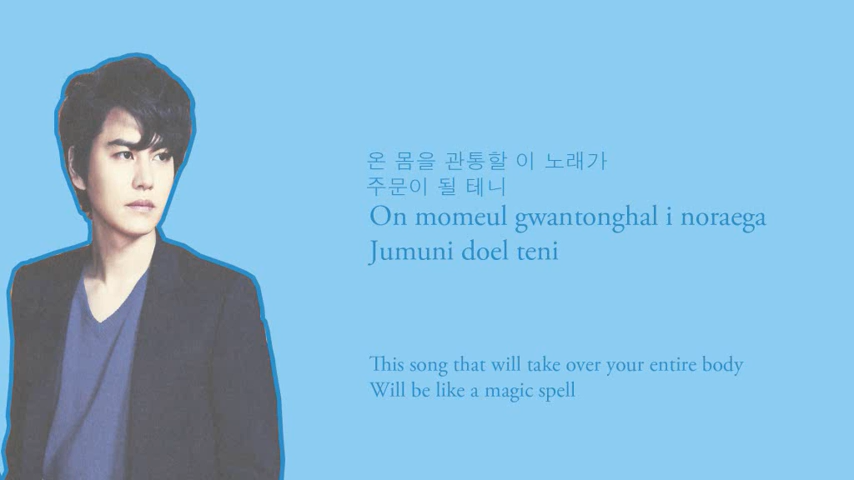 온 몸을 관통할 이 노래가
주문이 될 테니
On momeul gwantonghal i noraega
Jumuni doel teni
This song that will take over your entire body
Will be like a magic spell